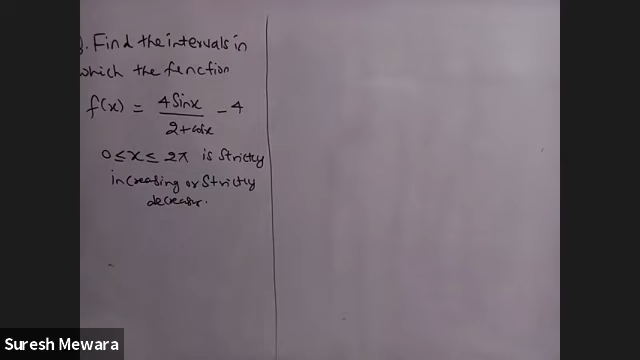 Q. Find the intervals in
which the function
f(x) = 4 Sinx / 2+cosx - 4
0 ≤ x ≤ 2π is strictly
increasing or strictly
decreasin.
Suresh Mewara